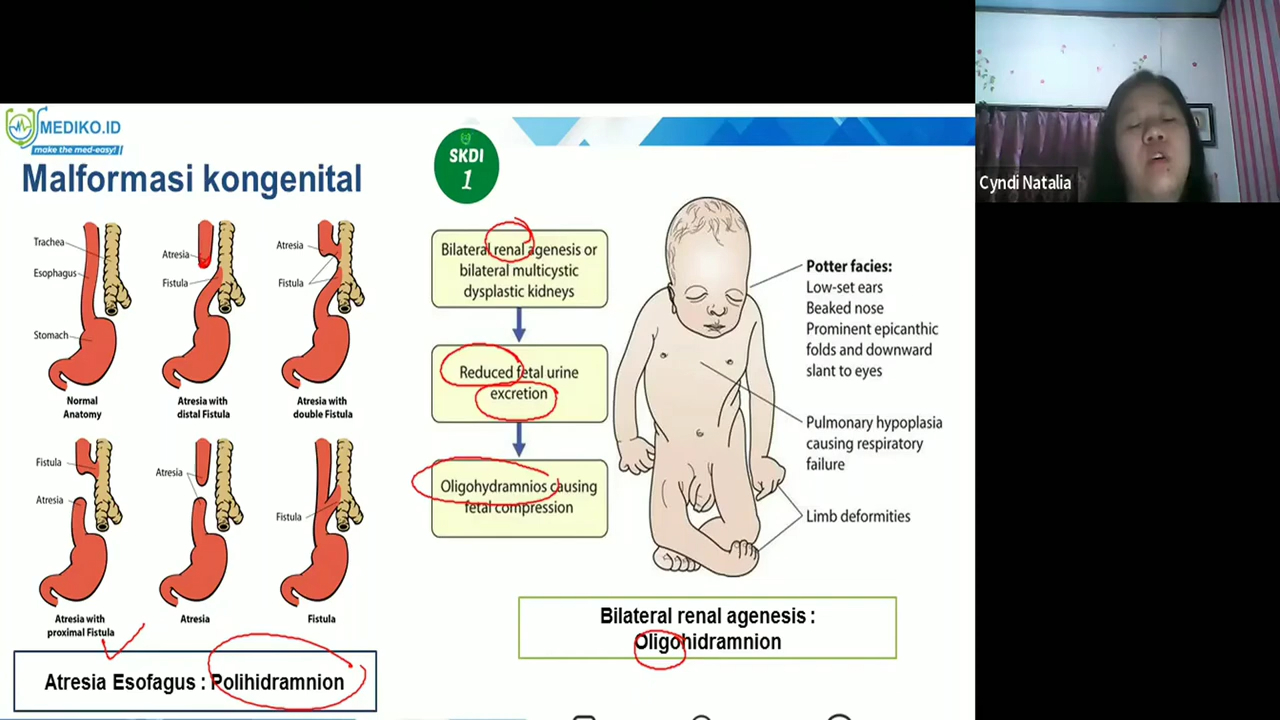 MEDIKO.ID
make the med-easy!
Malformasi kongenital
Trachea
Esophagus
Stomach
Normal
Anatomy
Atresia
Fistula
Atresia with
distal Fistula
Atresia
Fistula
Atresia with
double Fistula
Fistula
Atresia
Atresia with
proximal Fistula
Atresia
Atresia
Fistula
Fistula
Atresia Esofagus : Polihidramnion
SKDI
1
Bilateral renal agenesis or
bilateral multicystic
dysplastic kidneys
Reduced fetal urine
excretion
Oligohydramnios causing
fetal compression
Potter facies:
Low-set ears
Beaked nose
Prominent epicanthic
folds and downward
slant to eyes
Pulmonary hypoplasia
causing respiratory
failure
Limb deformities
Bilateral renal agenesis :
Oligohidramnion
Cyndi Natalia